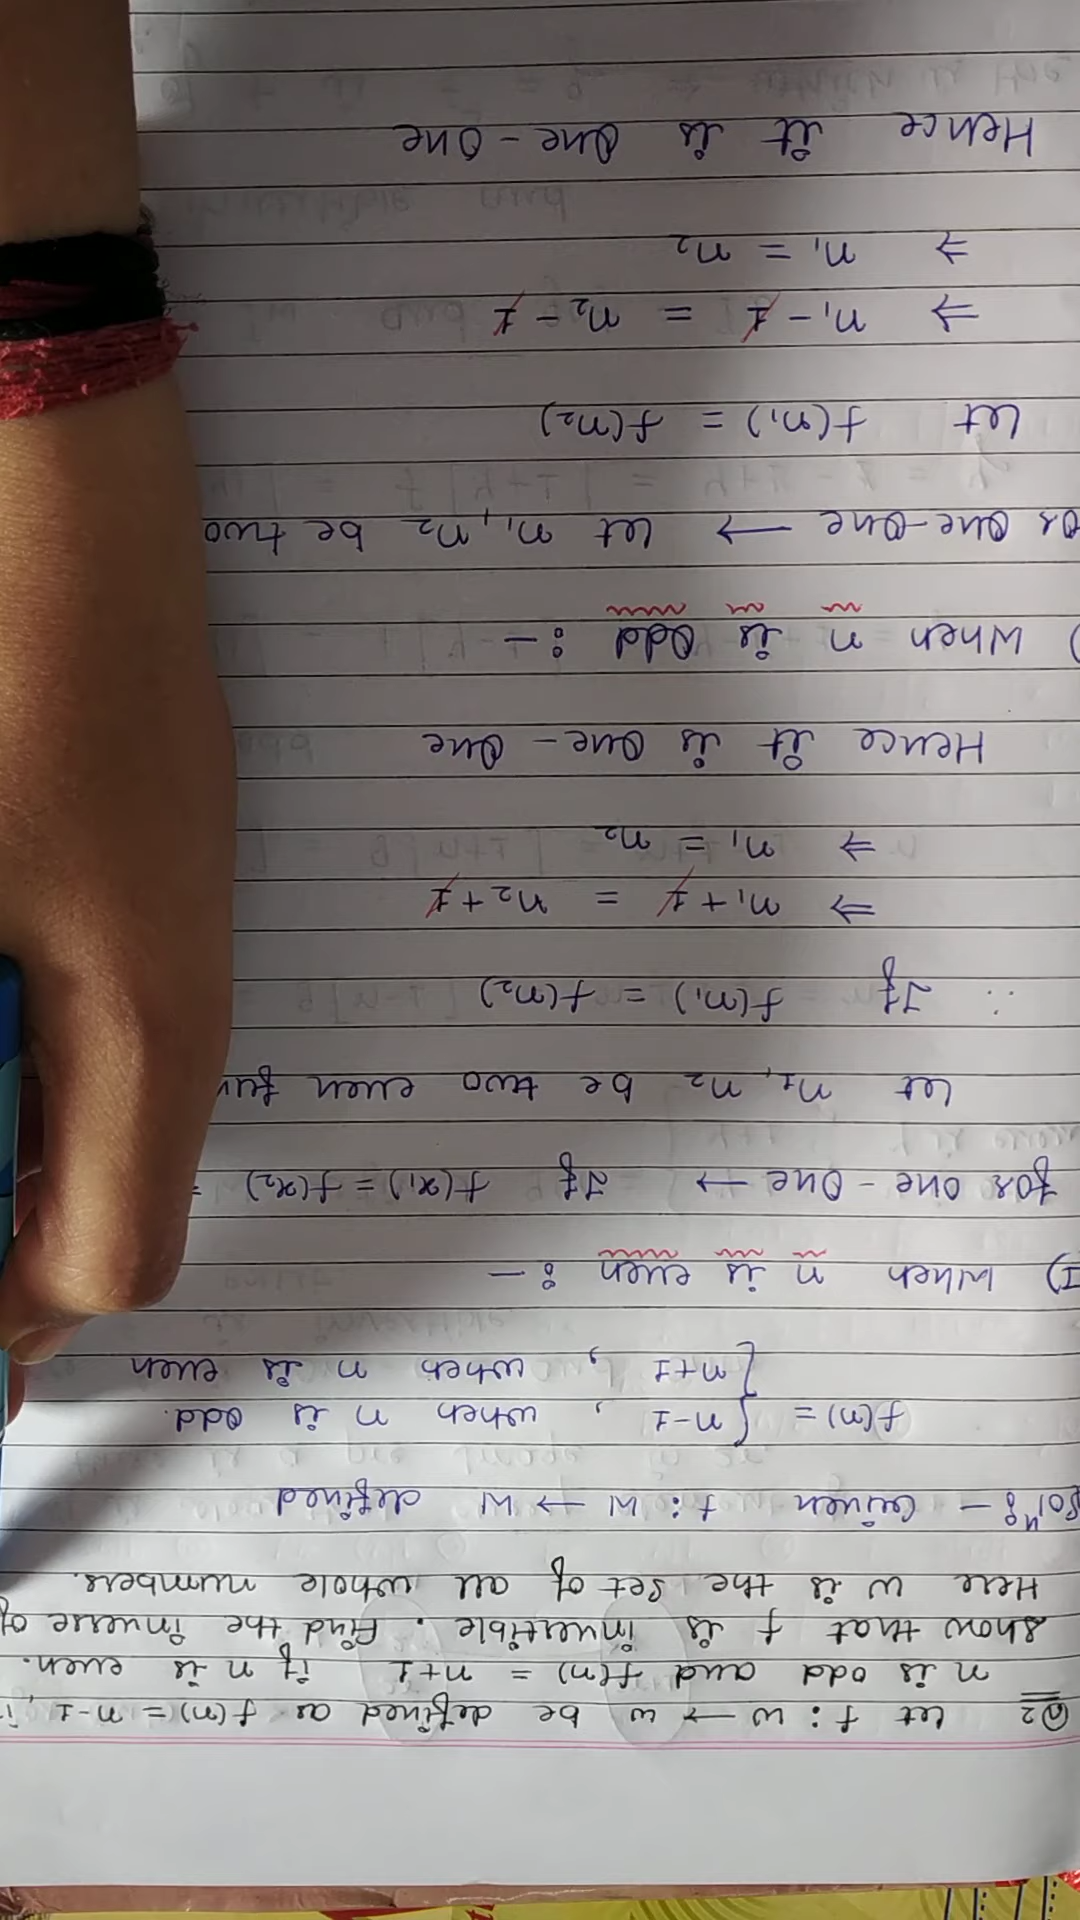 Q2 Let f : W → W be defined as f(n) = n-1, i
n is odd and f(n) = n+1 if n is even.
show that f is invertible. Find the inverse of
Here W is the set of all whole numbers.
Solⁿ:- Given f : W → W defined
f(n) = { n-1 , when n is odd.
{ n+1 , when n is even
I) When n is even :-
for one-one → If f(x₁) = f(x₂) =
Let n₁, n₂ be two even fun
∴ If f(n₁) = f(n₂)
⇒ n₁ + 1 = n₂ + 1
⇒ n₁ = n₂
Hence it is One-One
) When n is Odd :-
or One-One → Let n₁, n₂ be two
Let f(n₁) = f(n₂)
⇒ n₁ - 1 = n₂ - 1
⇒ n₁ = n₂
Hence it is One-One